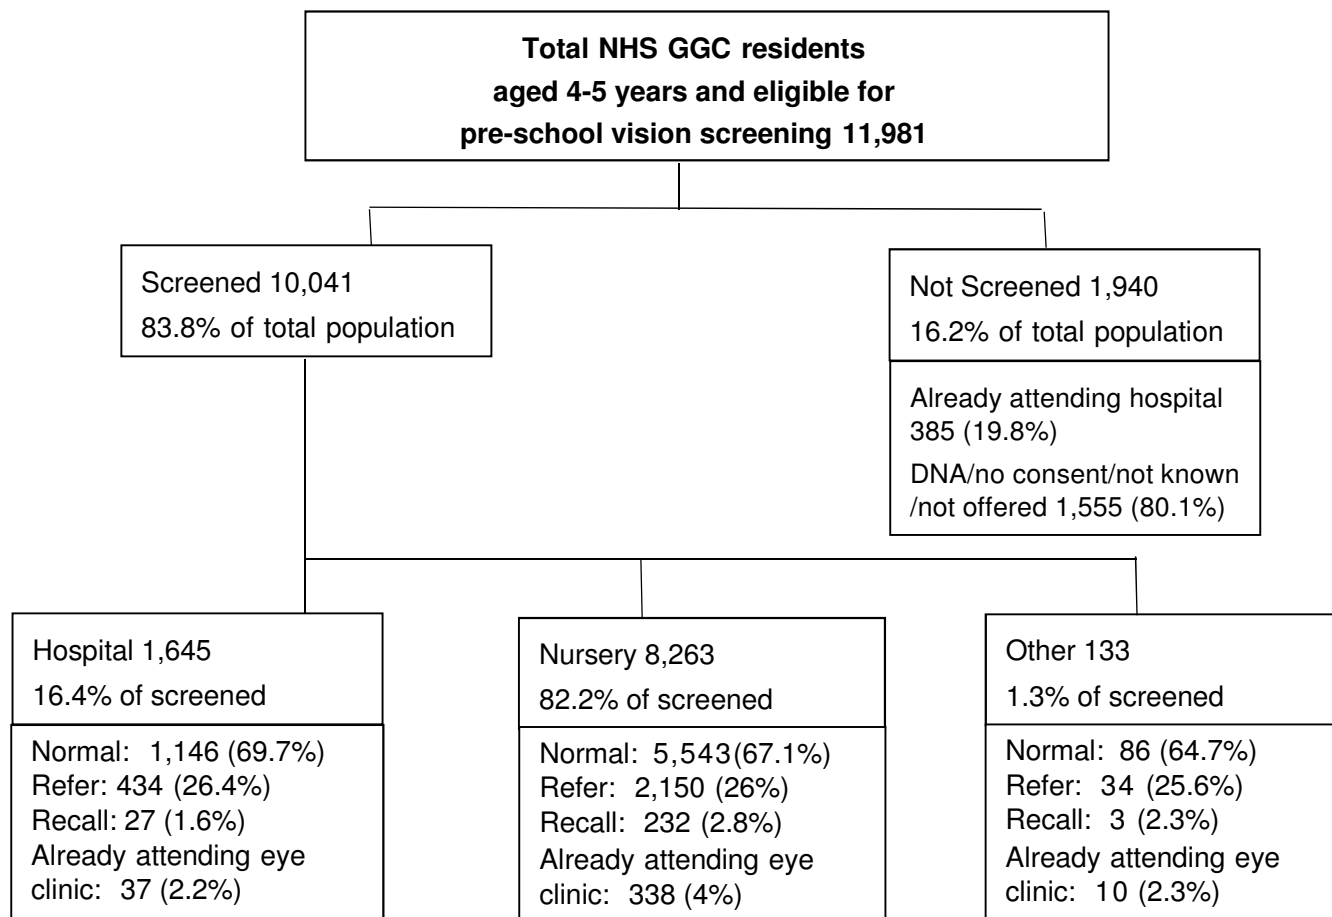 Total NHS GGC residents
aged 4-5 years and eligible for
pre-school vision screening 11,981
Screened 10,041
83.8% of total population
Not Screened 1,940
16.2% of total population
Already attending hospital
385 (19.8%)
DNA/no consent/not known
/not offered 1,555 (80.1%)
Hospital 1,645
16.4% of screened
Normal: 1,146 (69.7%)
Refer: 434 (26.4%)
Recall: 27 (1.6%)
Already attending eye
clinic: 37 (2.2%)
Nursery 8,263
82.2% of screened
Normal: 5,543(67.1%)
Refer: 2,150 (26%)
Recall: 232 (2.8%)
Already attending eye
clinic: 338 (4%)
Other 133
1.3% of screened
Normal: 86 (64.7%)
Refer: 34 (25.6%)
Recall: 3 (2.3%)
Already attending eye
clinic: 10 (2.3%)